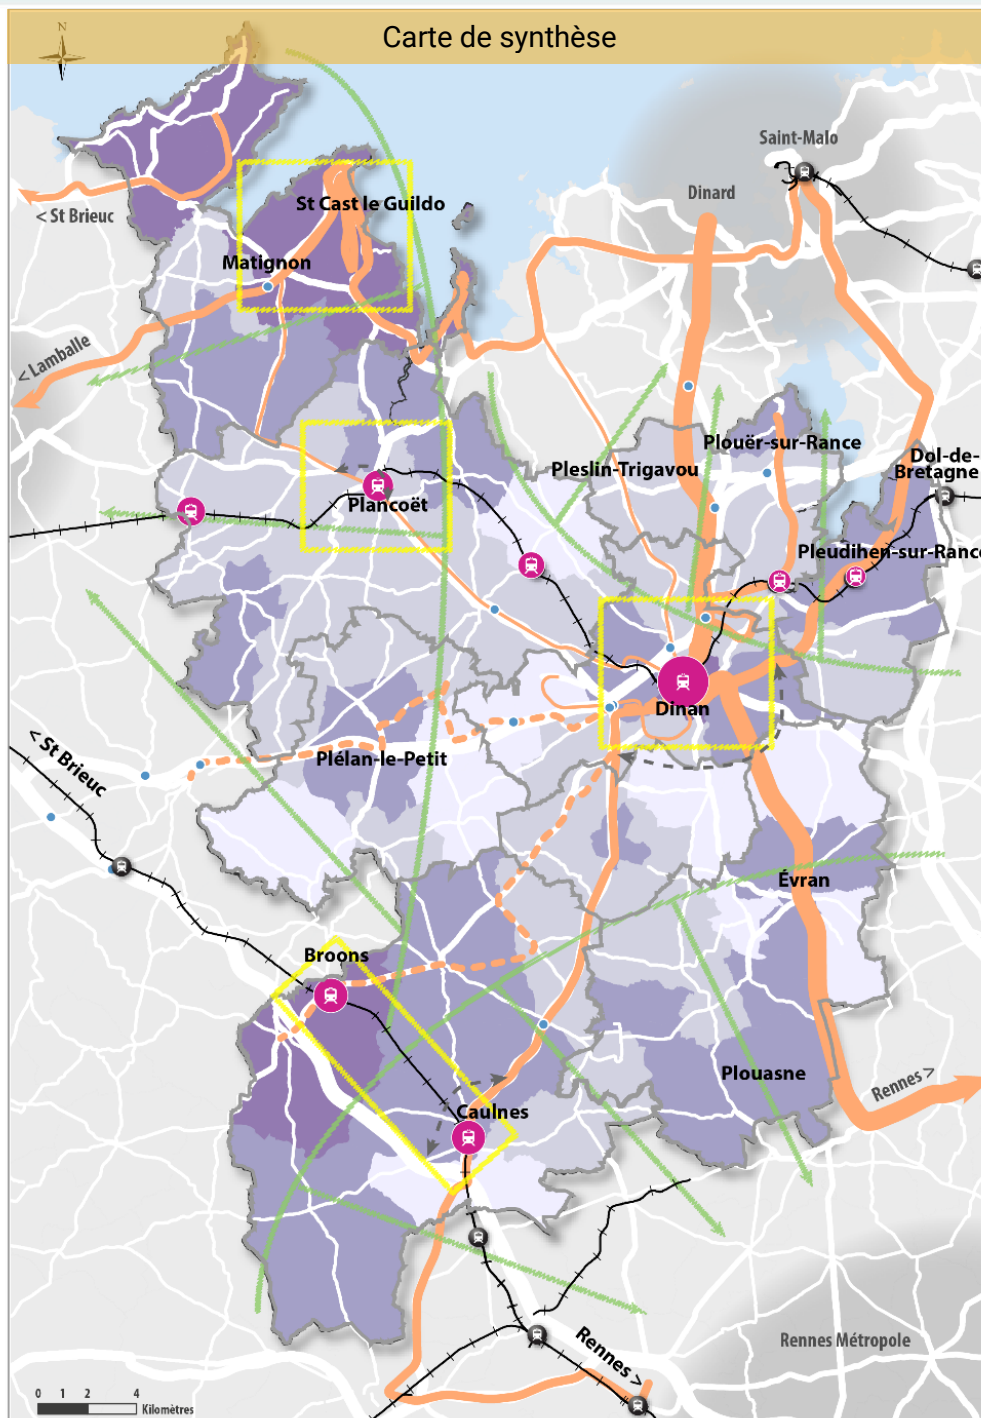 Carte de synthèse
N
Saint-Malo
Dinard
< St Brieuc
St Cast le Guildo
Matignon
< Lamballe
Plouër-sur-Rance
Dol-de-
Bretagne
Pleslin-Trigavou
Plancoët
Pleudihen-sur-Rance
Dinan
< St Brieuc
Plélan-le-Petit
Évran
Broons
Plouasne
Rennes >
Caulnes
Rennes >
Rennes Métropole
0 1 2 4
Kilomètres